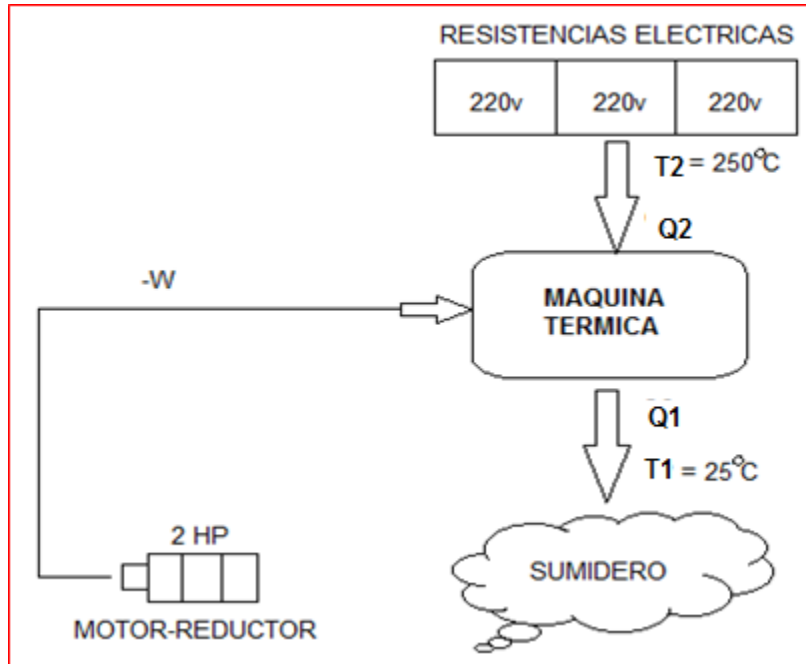 RESISTENCIAS ELECTRICAS
220v 220v 220v
T2 = 250°C
Q2
-W
MAQUINA
TERMICA
Q1
T1 = 25°C
2 HP
SUMIDERO
MOTOR-REDUCTOR